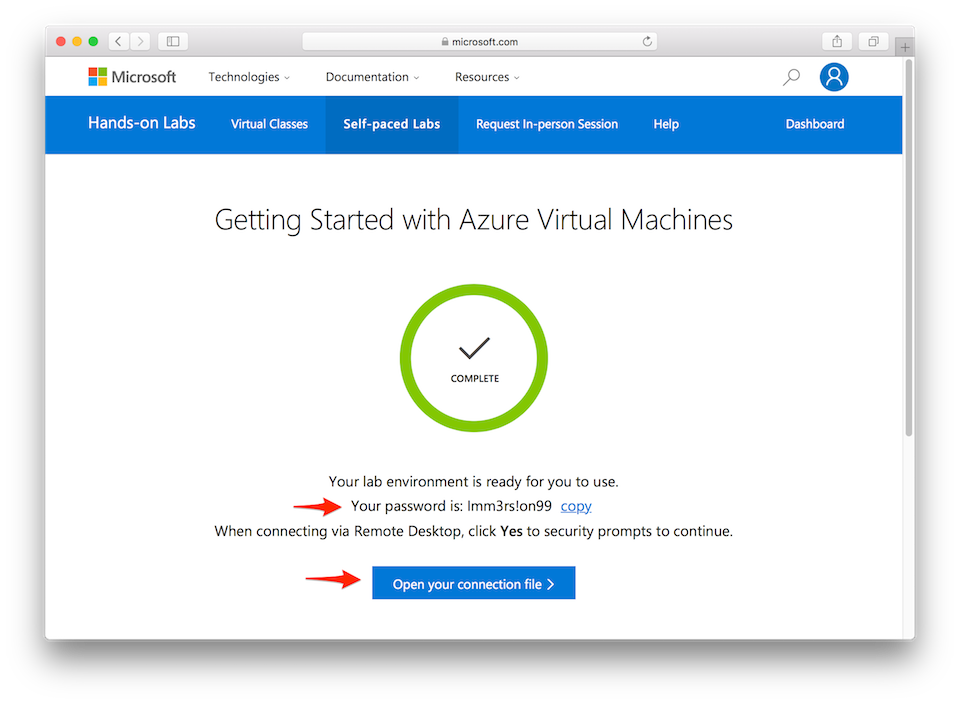 microsoft.com
Microsoft Technologies Documentation Resources
Hands-on Labs Virtual Classes Self-paced Labs Request In-person Session Help Dashboard
Getting Started with Azure Virtual Machines
COMPLETE
Your lab environment is ready for you to use.
Your password is: Imm3rs!on99 copy
When connecting via Remote Desktop, click Yes to security prompts to continue.
Open your connection file